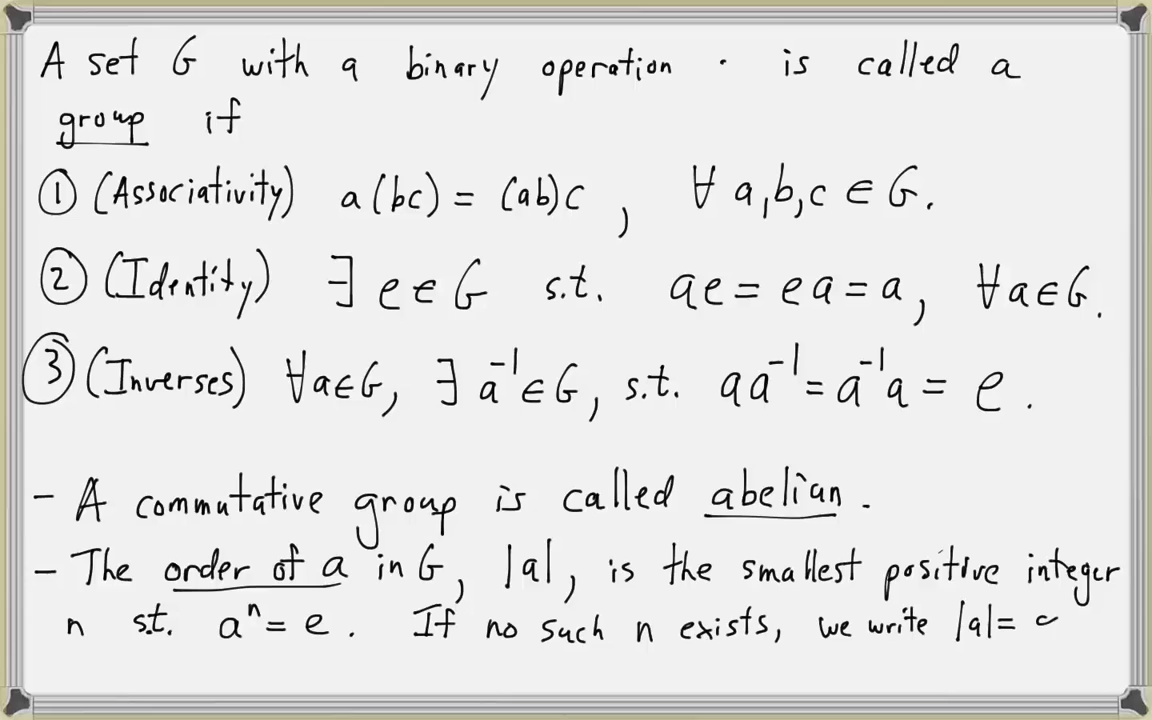 A set G with a binary operation · is called a
group if
① (Associativity) a(bc) = (ab)c , ∀ a,b,c ∈ G.
② (Identity) ∃ e ∈ G s.t. ae = ea = a, ∀a∈G.
③ (Inverses) ∀a∈G, ∃ a⁻¹ ∈ G, s.t. aa⁻¹ = a⁻¹a = e.
- A commutative group is called abelian.
- The order of a in G, |a|, is the smallest positive integer
n s.t. aⁿ = e. If no such n exists, we write |a| =